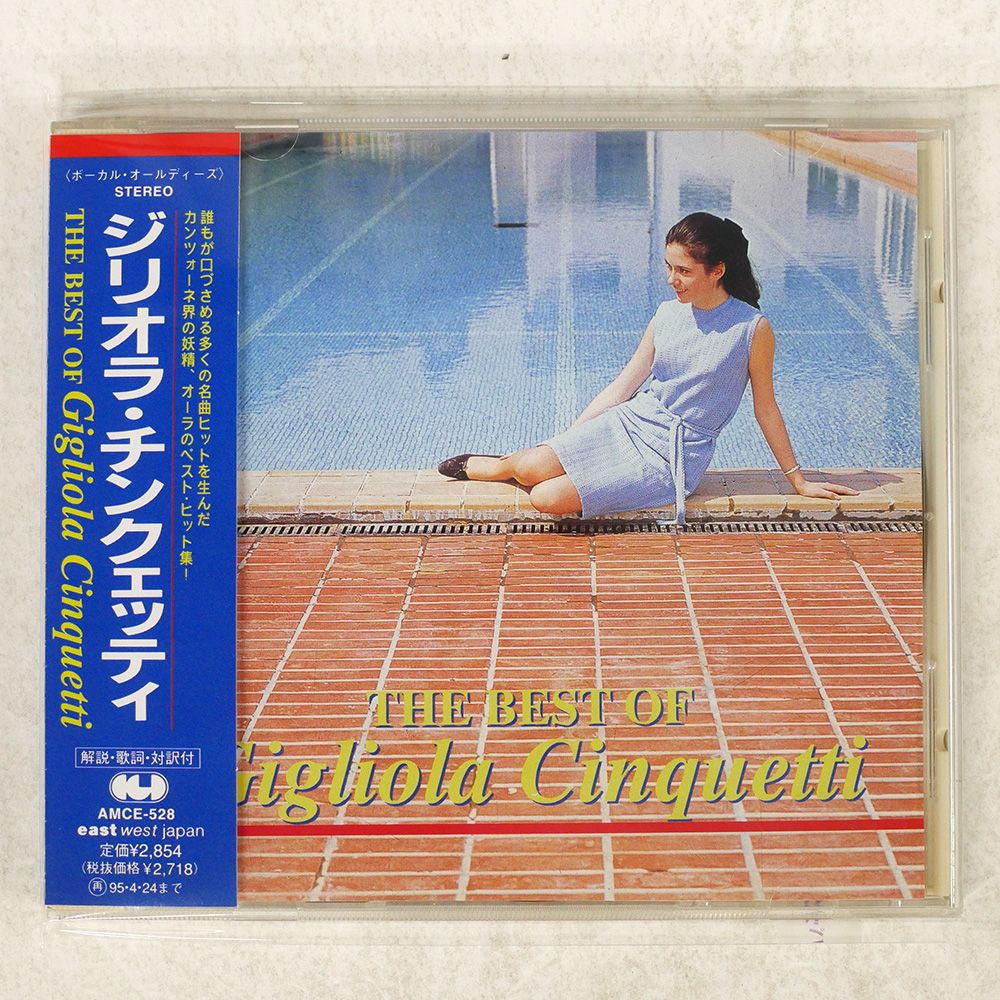 〈ボーカル・オールディーズ〉
STEREO
ジリオラ・チンクェッティ
THE BEST OF Gigliola Cinquetti
誰もが口づさめる多くの名曲ヒットを生んだ
カンツォーネ界の妖精、オーラのベスト・ヒット集!
解説・歌詞・対訳付
AMCE-528
east west japan
定価¥2,854
(税抜価格¥2,718)
再 95・4・24まで
THE BEST OF
Gigliola Cinquetti